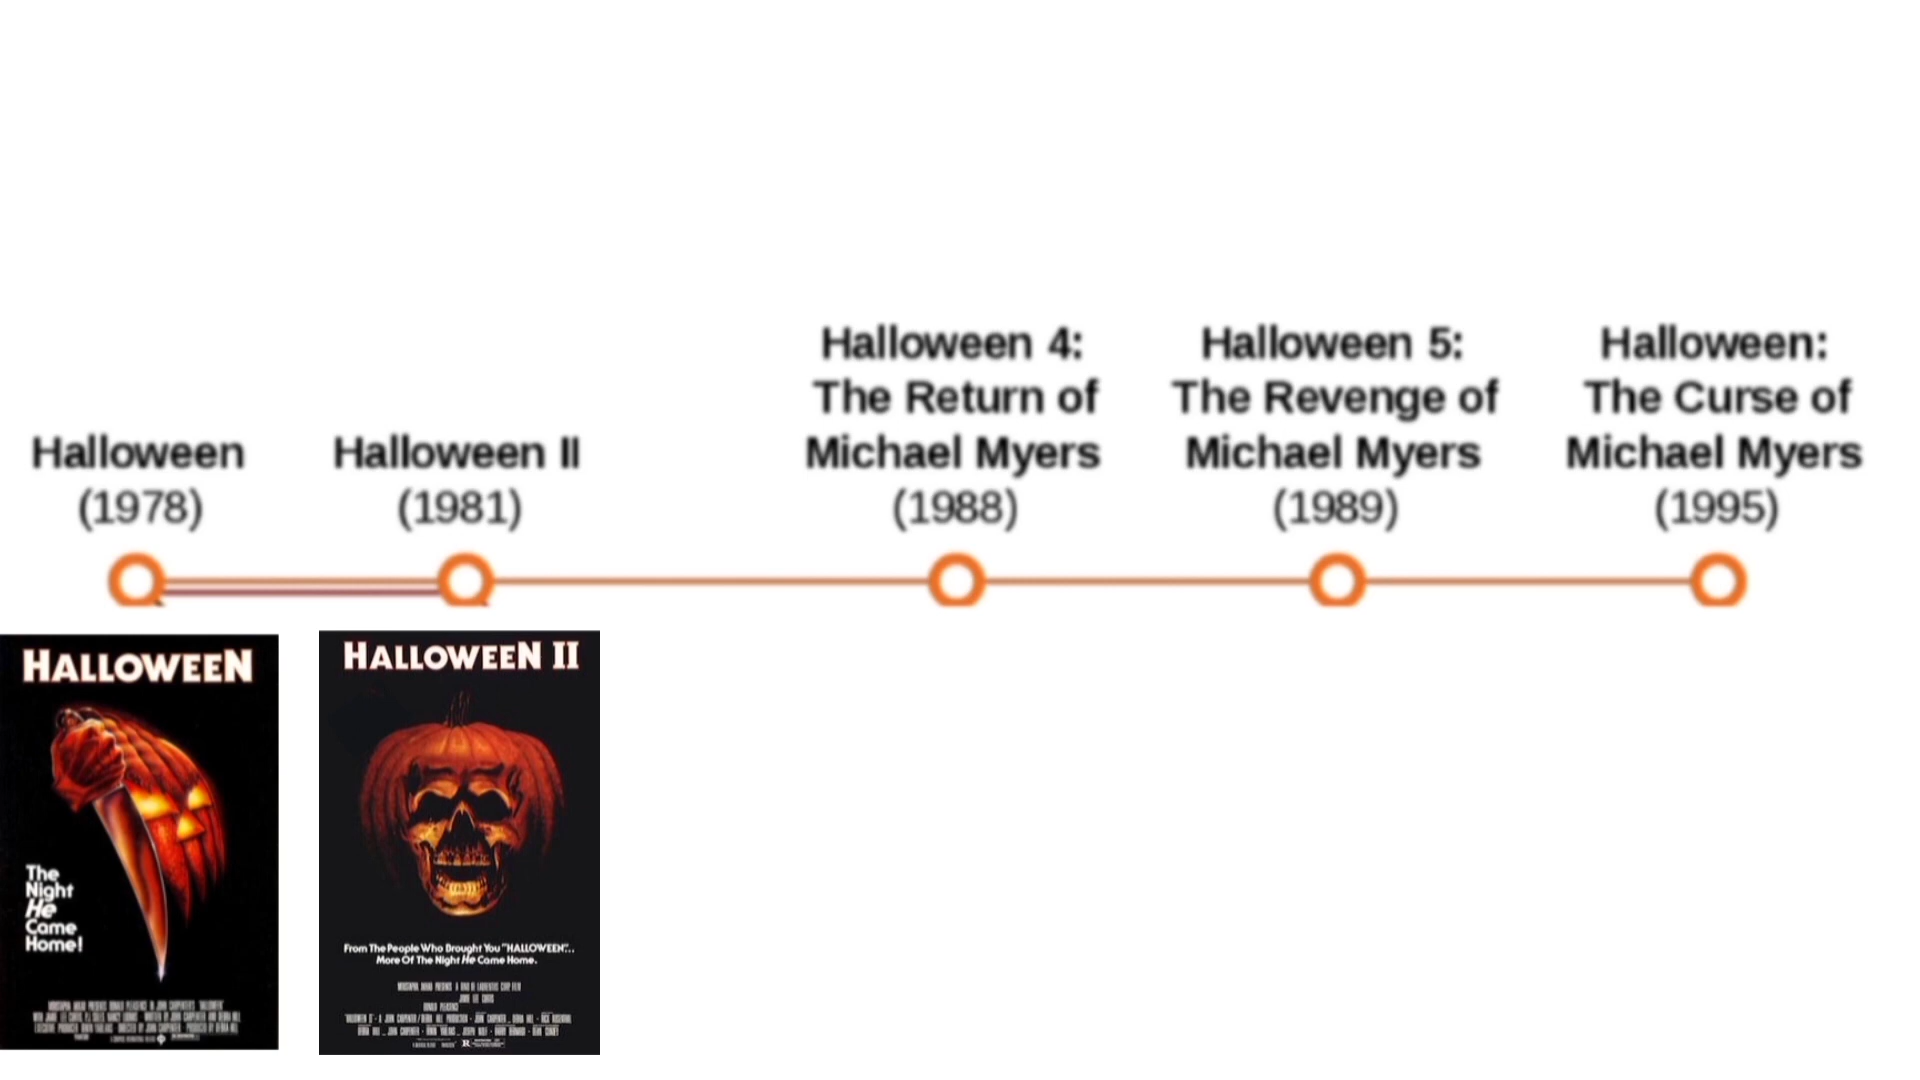 Halloween
(1978)
Halloween II
(1981)
Halloween 4:
The Return of
Michael Myers
(1988)
Halloween 5:
The Revenge of
Michael Myers
(1989)
Halloween:
The Curse of
Michael Myers
(1995)
HALLOWEEN
The
Night
He
Came
Home!
HALLOWEEN II
From The People Who Brought You "HALLOWEEN"...
More Of The Night He Came Home.